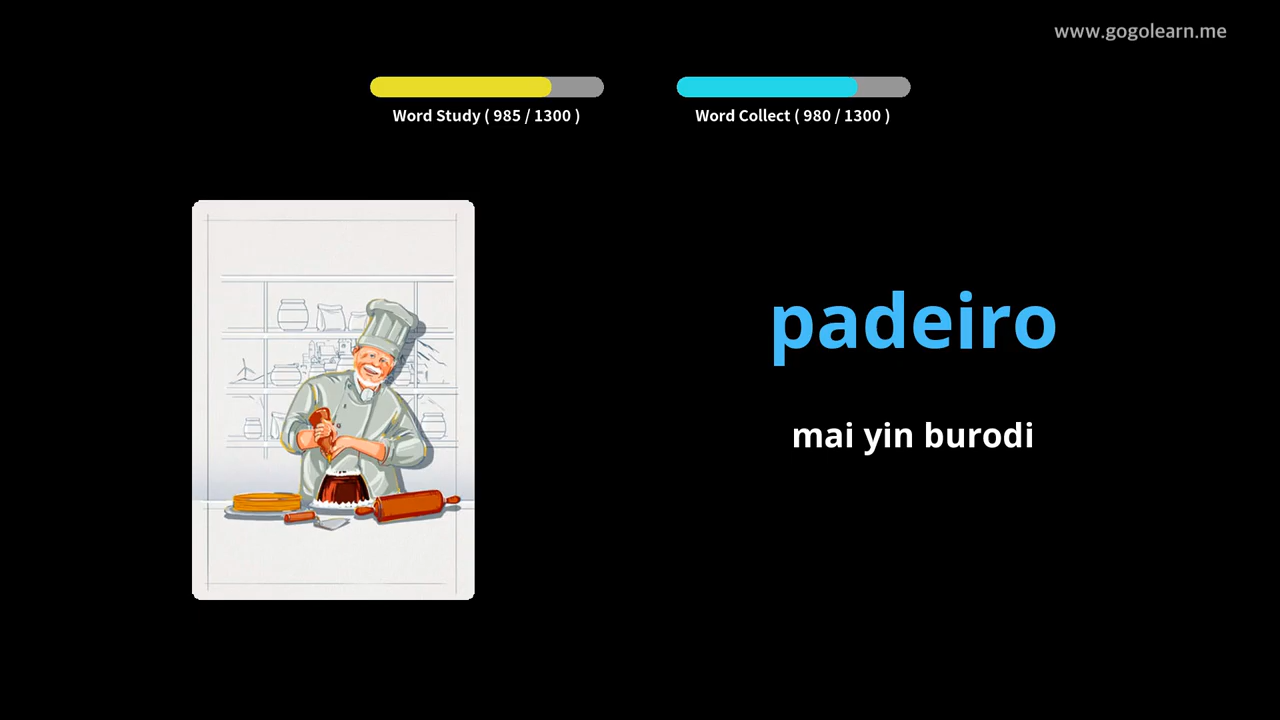 www.gogolearn.me
Word Study ( 985 / 1300 )
Word Collect ( 980 / 1300 )
padeiro
mai yin burodi